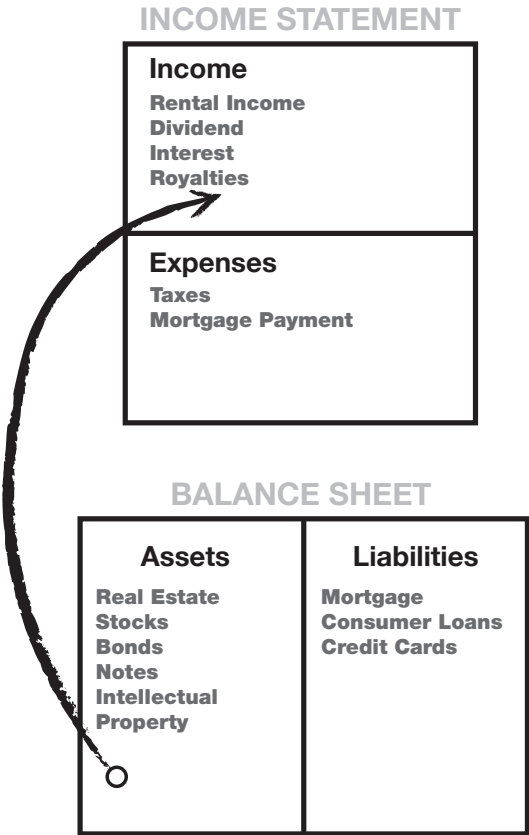 INCOME STATEMENT
Income
Rental Income
Dividend
Interest
Royalties
Expenses
Taxes
Mortgage Payment
BALANCE SHEET
Assets
Real Estate
Stocks
Bonds
Notes
Intellectual
Property
Liabilities
Mortgage
Consumer Loans
Credit Cards